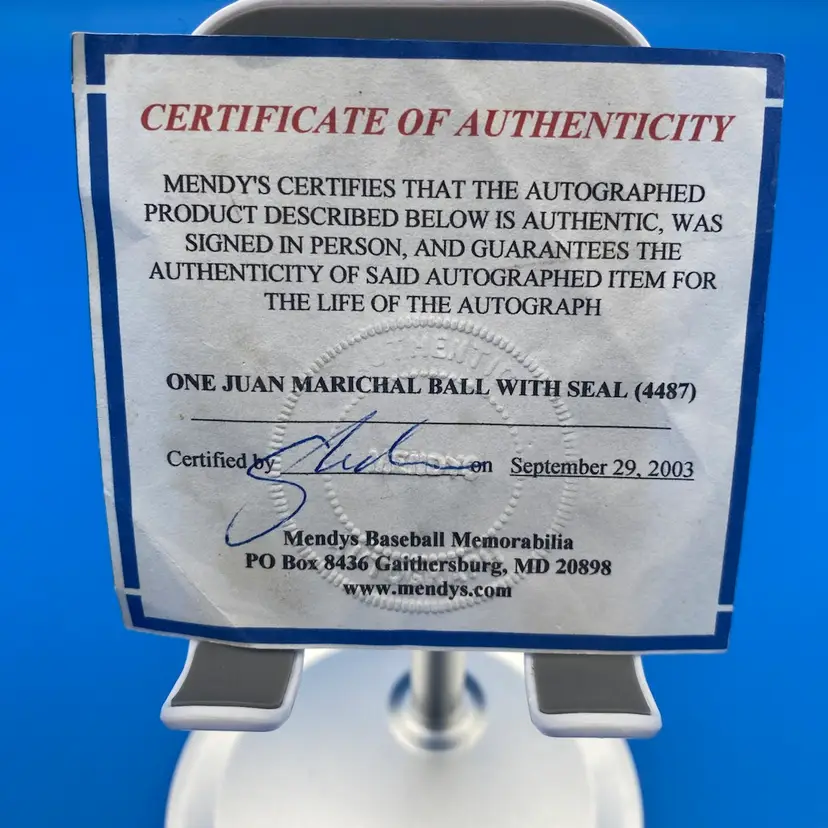 CERTIFICATE OF AUTHENTICITY
MENDY'S CERTIFIES THAT THE AUTOGRAPHED
PRODUCT DESCRIBED BELOW IS AUTHENTIC, WAS
SIGNED IN PERSON, AND GUARANTEES THE
AUTHENTICITY OF SAID AUTOGRAPHED ITEM FOR
THE LIFE OF THE AUTOGRAPH
ONE JUAN MARICHAL BALL WITH SEAL (4487)
MENDYS
Certified by on September 29, 2003
Mendys Baseball Memorabilia
PO Box 8436 Gaithersburg, MD 20898
www.mendys.com